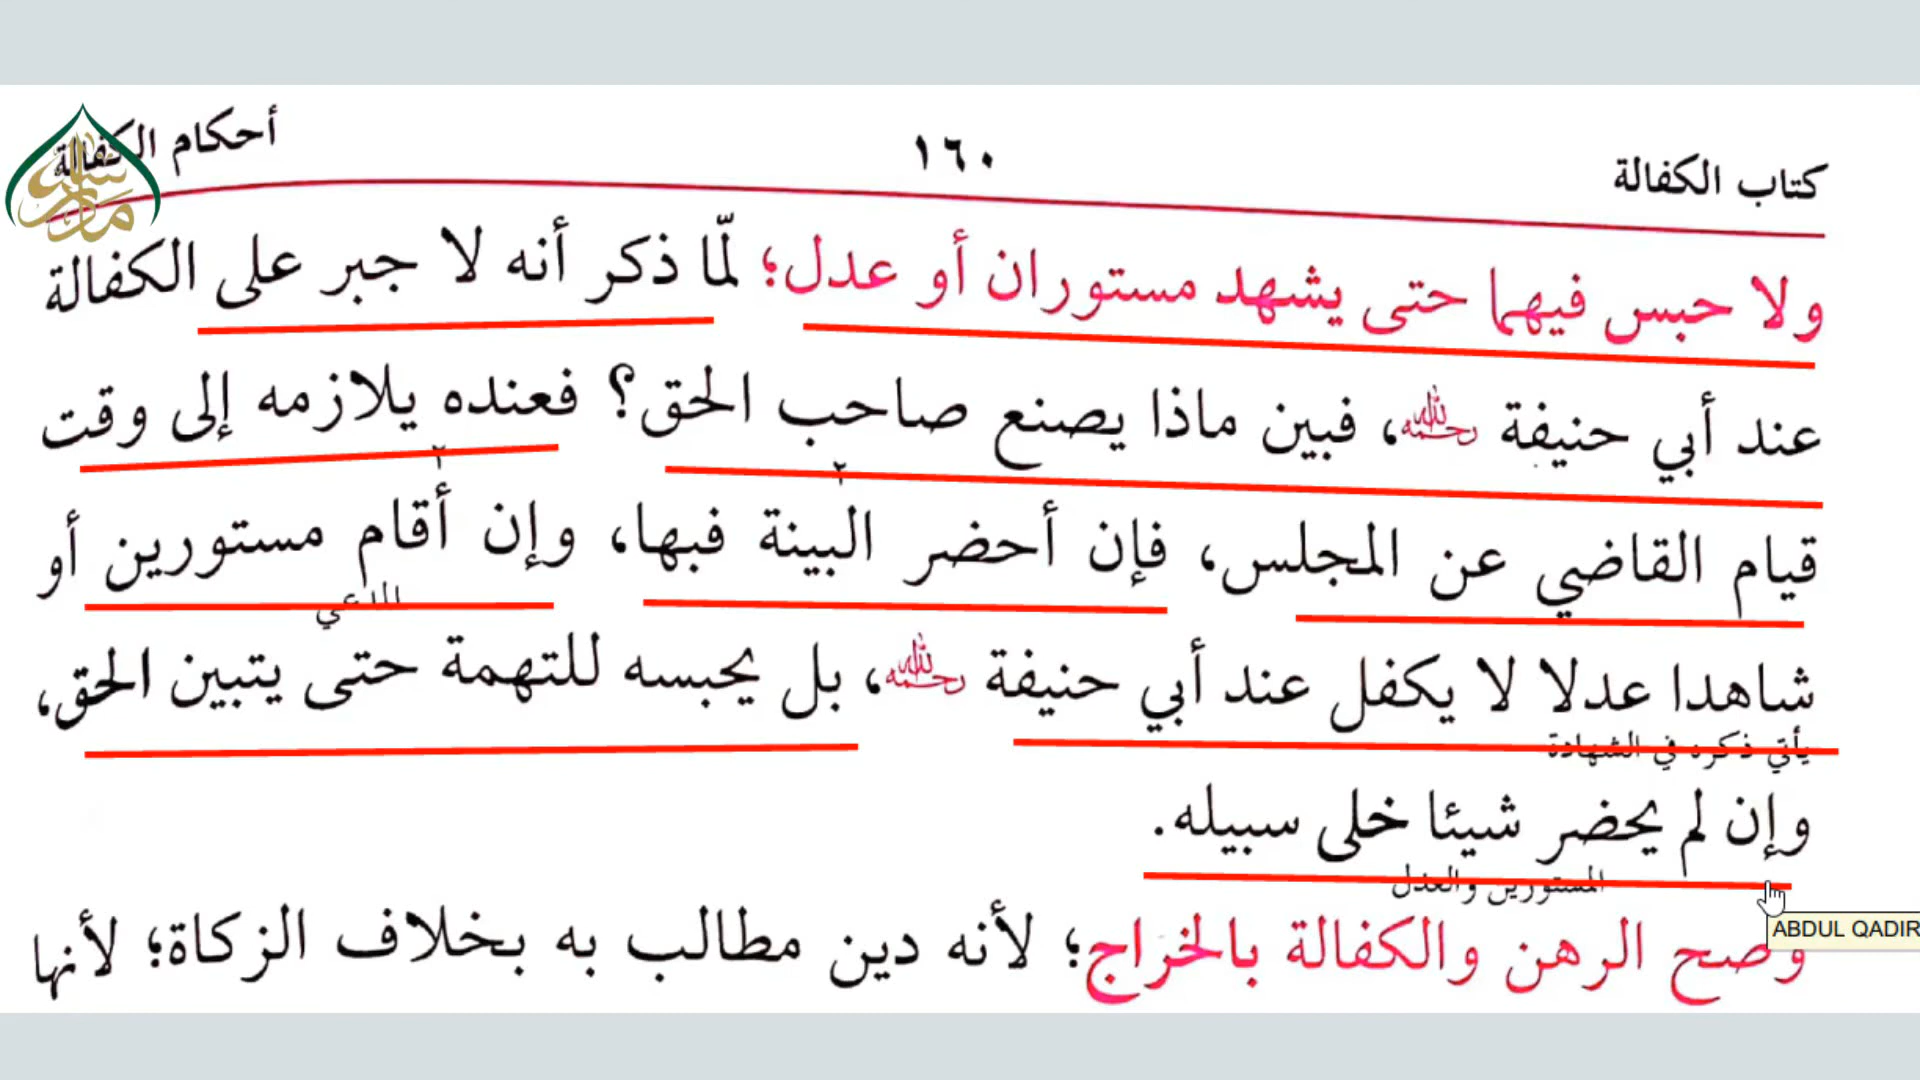 كتاب الكفالة ١٦٠ أحكام الكفالة
ولا حبس فيهما حتى يشهد مستوران أو عدل؛ لمّا ذكر أنه لا جبر على الكفالة
عند أبي حنيفة رحمه الله، فبين ماذا يصنع صاحب الحق؟ فعنده يلازمه إلى وقت
٢ ٢
قيام القاضي عن المجلس، فإن أحضر البينة فبها، وإن أقام مستورين أو
المدعي
شاهدا عدلا لا يكفل عند أبي حنيفة رحمه الله، بل يحبسه للتهمة حتى يتبين الحق،
يأتي ذكره في الشهادة
وإن لم يحضر شيئا خلى سبيله.
المستورين والعدل
وصح الرهن والكفالة بالخراج؛ لأنه دين مطالب به بخلاف الزكاة؛ لأنها
ABDUL QADIR